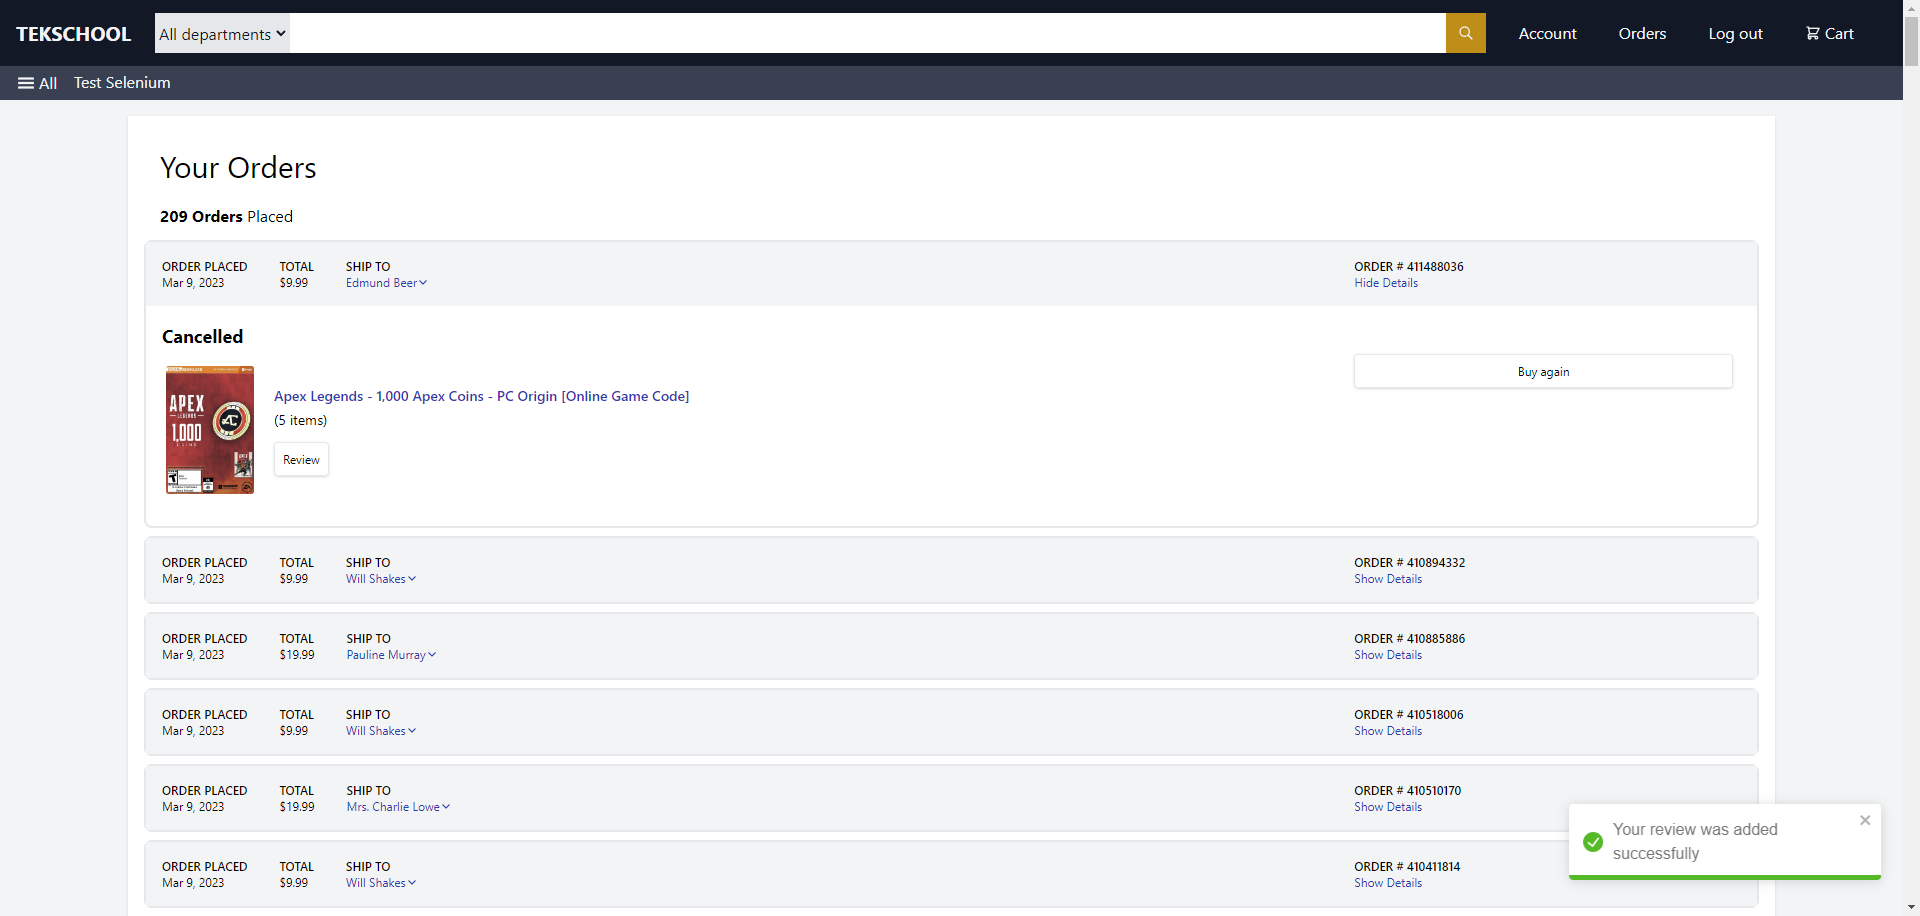 TEKSCHOOL
All departments
Account
Orders
Log out
Cart
All
Test Selenium
Your Orders
209 Orders Placed
ORDER PLACED TOTAL SHIP TO ORDER # 411488036
Mar 9, 2023 $9.99 Edmund Beer Hide Details
Cancelled
Buy again
APEX
LEGENDS
1,000
COINS
Apex Legends - 1,000 Apex Coins - PC Origin [Online Game Code]
(5 items)
Review
ORDER PLACED TOTAL SHIP TO ORDER # 410894332
Mar 9, 2023 $9.99 Will Shakes Show Details
ORDER PLACED TOTAL SHIP TO ORDER # 410885886
Mar 9, 2023 $19.99 Pauline Murray Show Details
ORDER PLACED TOTAL SHIP TO ORDER # 410518006
Mar 9, 2023 $9.99 Will Shakes Show Details
ORDER PLACED TOTAL SHIP TO ORDER # 410510170
Mar 9, 2023 $19.99 Mrs. Charlie Lowe Show Details
ORDER PLACED TOTAL SHIP TO ORDER # 410411814
Mar 9, 2023 $9.99 Will Shakes Show Details
Your review was added
successfully